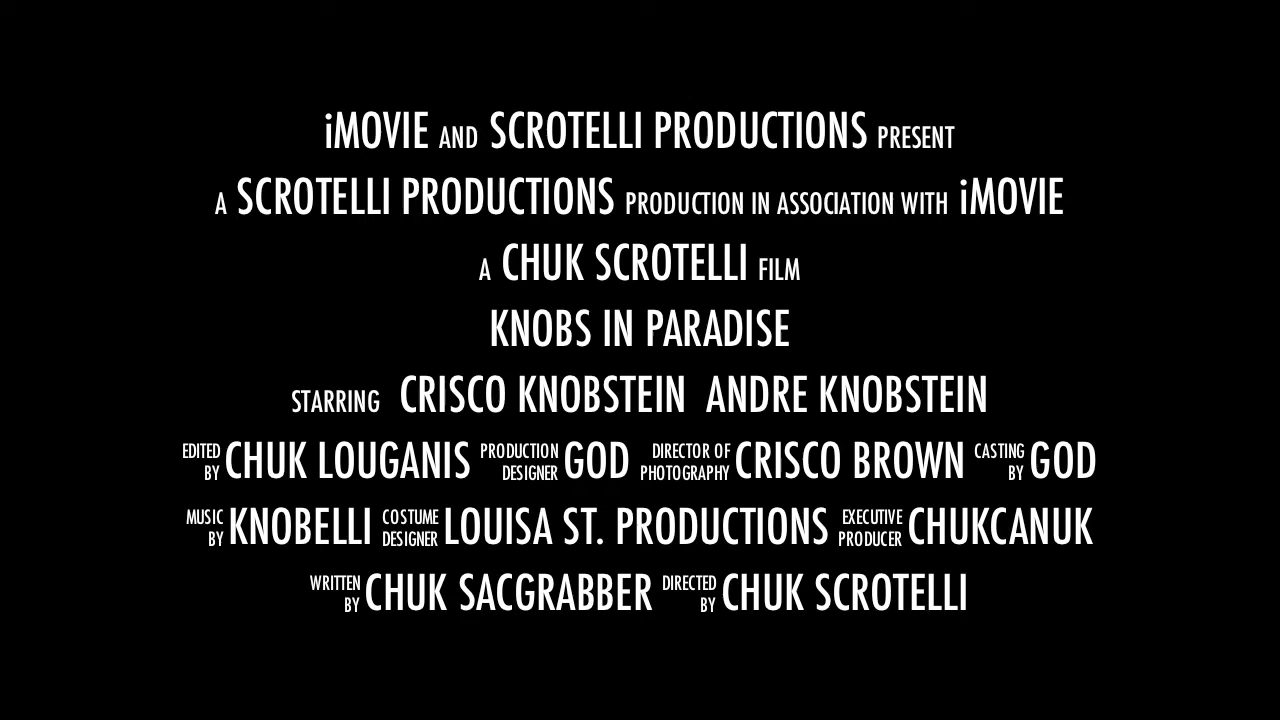 iMOVIE AND SCROTELLI PRODUCTIONS PRESENT
A SCROTELLI PRODUCTIONS PRODUCTION IN ASSOCIATION WITH iMOVIE
A CHUK SCROTELLI FILM
KNOBS IN PARADISE
STARRING CRISCO KNOBSTEIN ANDRE KNOBSTEIN
EDITED BY CHUK LOUGANIS PRODUCTION DESIGNER GOD DIRECTOR OF PHOTOGRAPHY CRISCO BROWN CASTING BY GOD
MUSIC BY KNOBELLI COSTUME DESIGNER LOUISA ST. PRODUCTIONS EXECUTIVE PRODUCER CHUKCANUK
WRITTEN BY CHUK SACGRABBER DIRECTED BY CHUK SCROTELLI